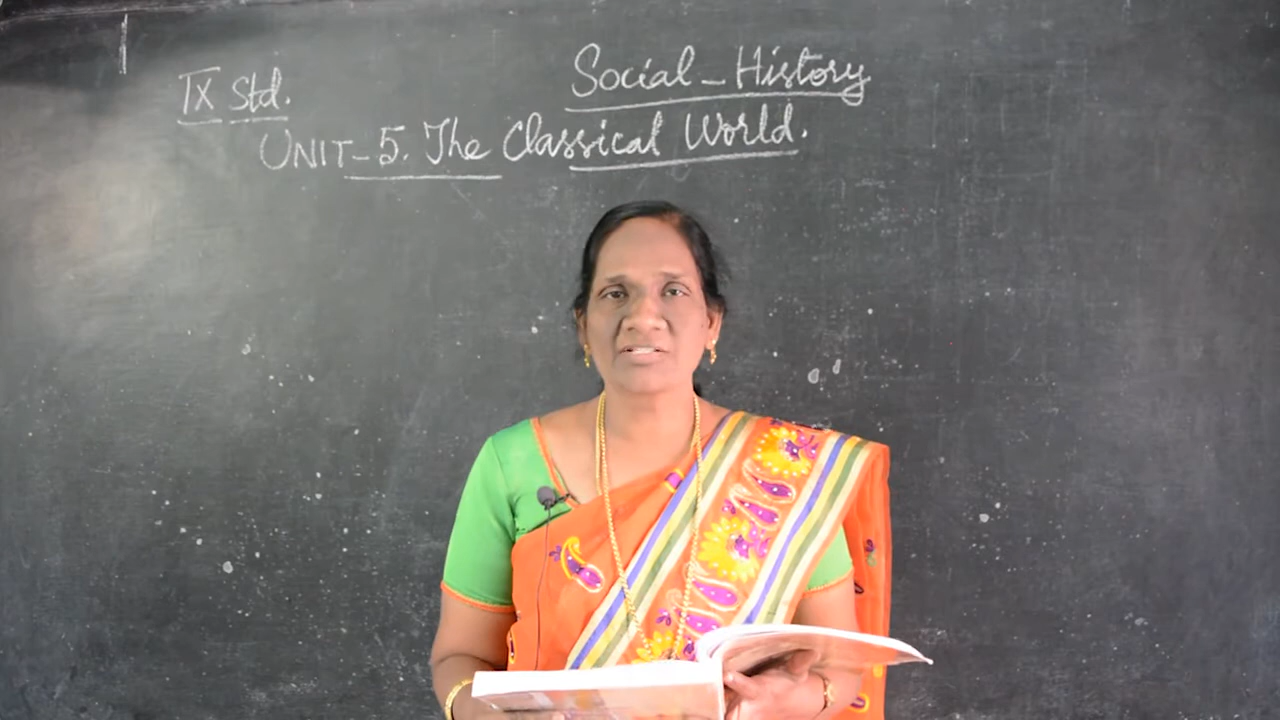 IX Std.
Social - History
UNIT - 5. The Classical World.